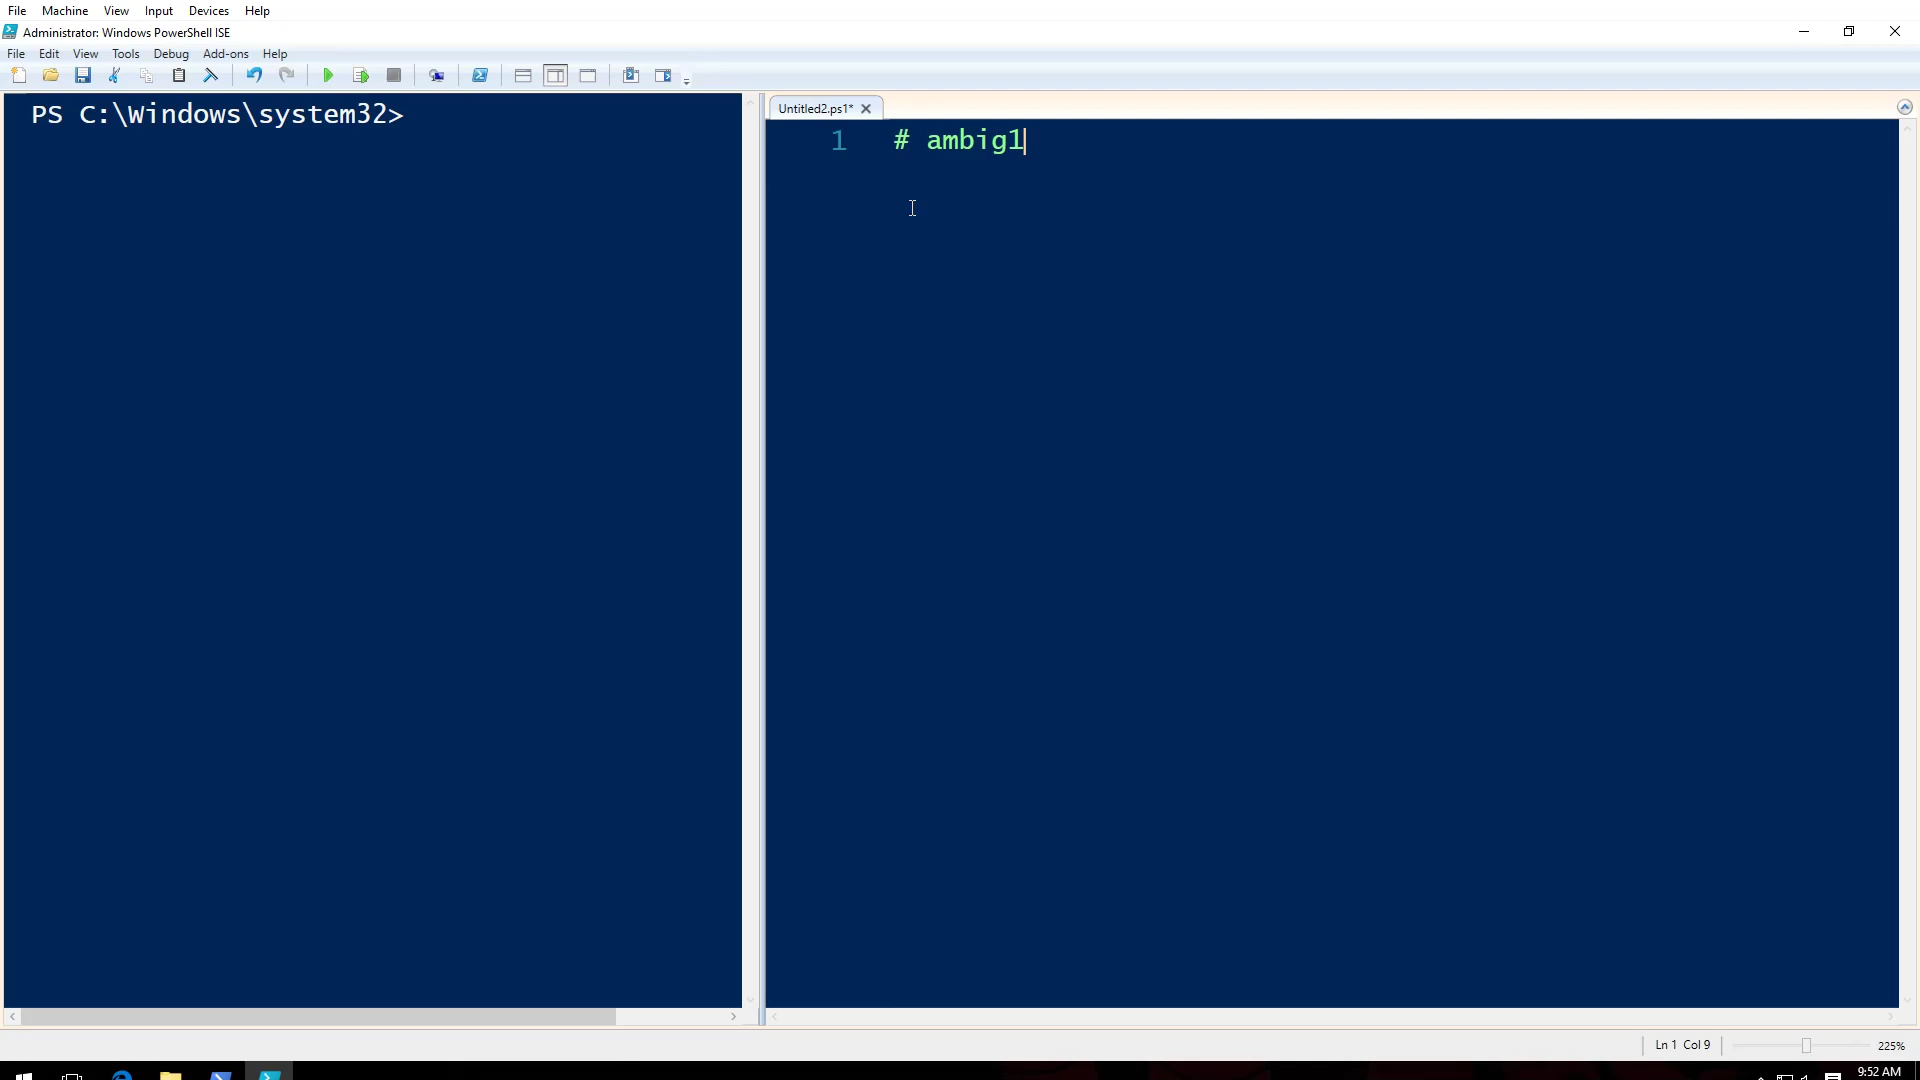 File Machine View Input Devices Help
Administrator: Windows PowerShell ISE
File Edit View Tools Debug Add-ons Help
PS C:\Windows\system32>
Untitled2.ps1*
1 # ambig1
Ln 1 Col 9
225%
9:52 AM